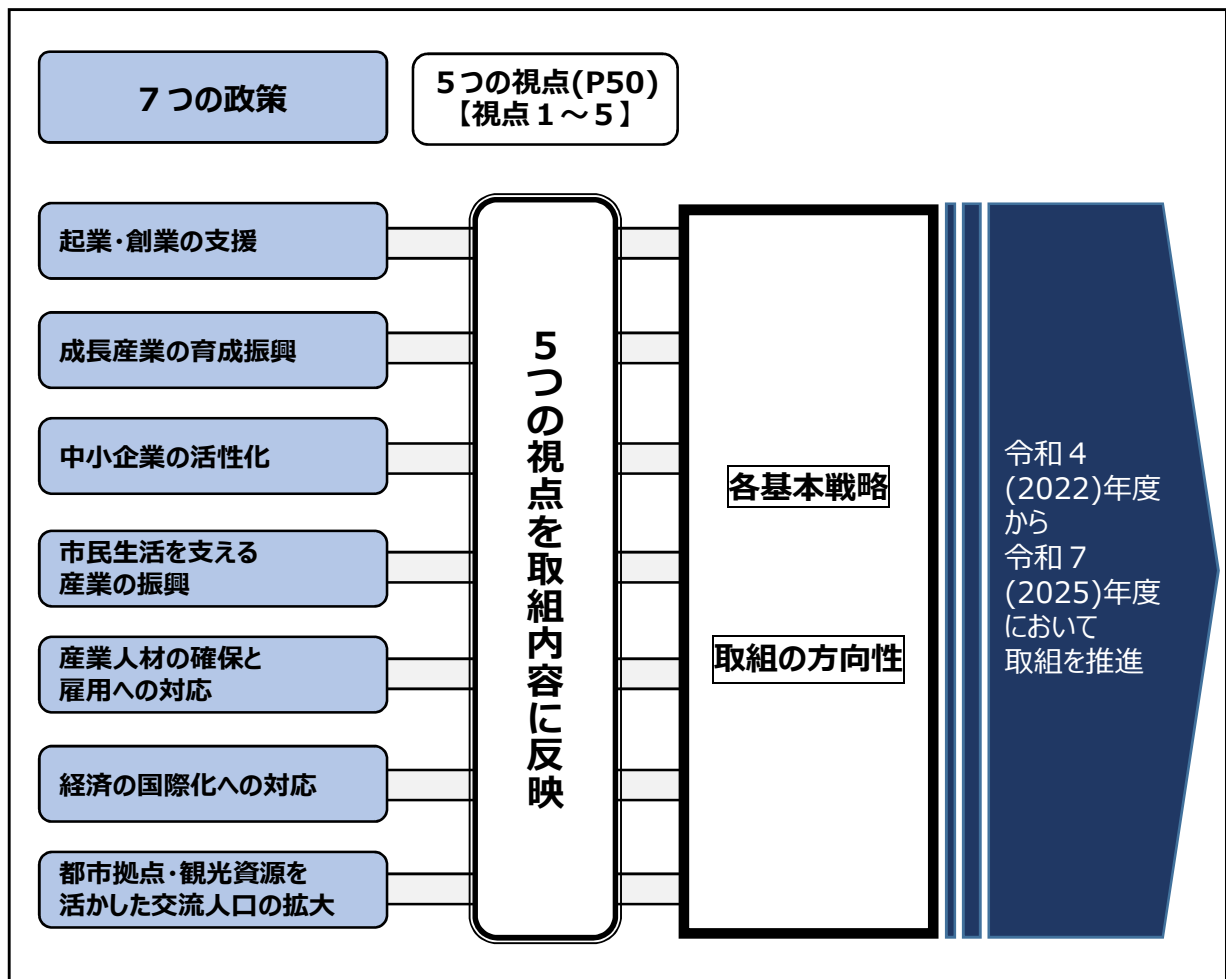 ７つの政策
５つの視点(P50)
【視点１～５】
起業・創業の支援
成長産業の育成振興
中小企業の活性化
市民生活を支える
産業の振興
産業人材の確保と
雇用への対応
経済の国際化への対応
都市拠点・観光資源を
活かした交流人口の拡大
５つの視点を取組内容に反映
各基本戦略
取組の方向性
令和４
(2022)年度
から
令和７
(2025)年度
において
取組を推進